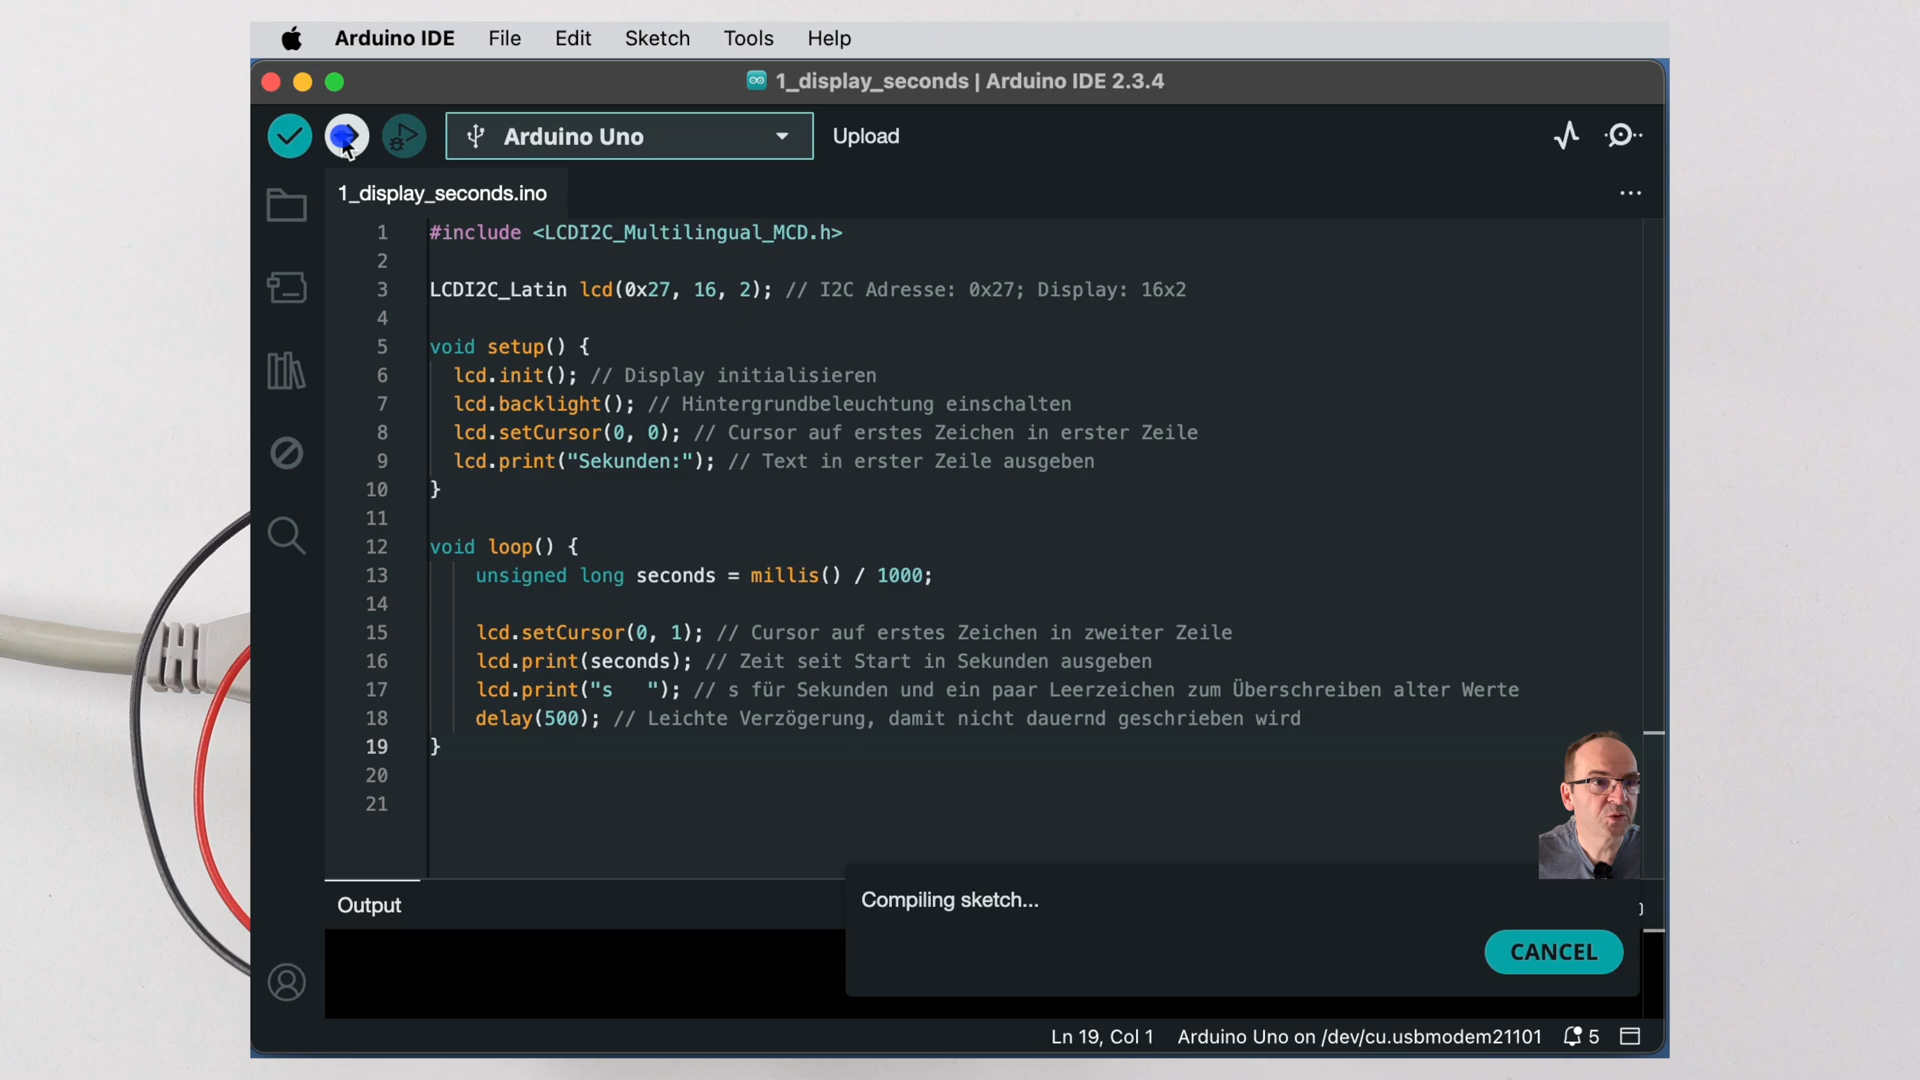 Arduino IDE File Edit Sketch Tools Help
1_display_seconds | Arduino IDE 2.3.4
Arduino Uno Upload
1_display_seconds.ino
1 #include <LCDI2C_Multilingual_MCD.h>
2
3 LCDI2C_Latin lcd(0x27, 16, 2); // I2C Adresse: 0x27; Display: 16x2
4
5 void setup() {
6 lcd.init(); // Display initialisieren
7 lcd.backlight(); // Hintergrundbeleuchtung einschalten
8 lcd.setCursor(0, 0); // Cursor auf erstes Zeichen in erster Zeile
9 lcd.print("Sekunden:"); // Text in erster Zeile ausgeben
10 }
11
12 void loop() {
13 unsigned long seconds = millis() / 1000;
14
15 lcd.setCursor(0, 1); // Cursor auf erstes Zeichen in zweiter Zeile
16 lcd.print(seconds); // Zeit seit Start in Sekunden ausgeben
17 lcd.print("s   "); // s für Sekunden und ein paar Leerzeichen zum Überschreiben alter Werte
18 delay(500); // Leichte Verzögerung, damit nicht dauernd geschrieben wird
19 }
20
21
Output
Compiling sketch...
CANCEL
Ln 19, Col 1 Arduino Uno on /dev/cu.usbmodem21101 5